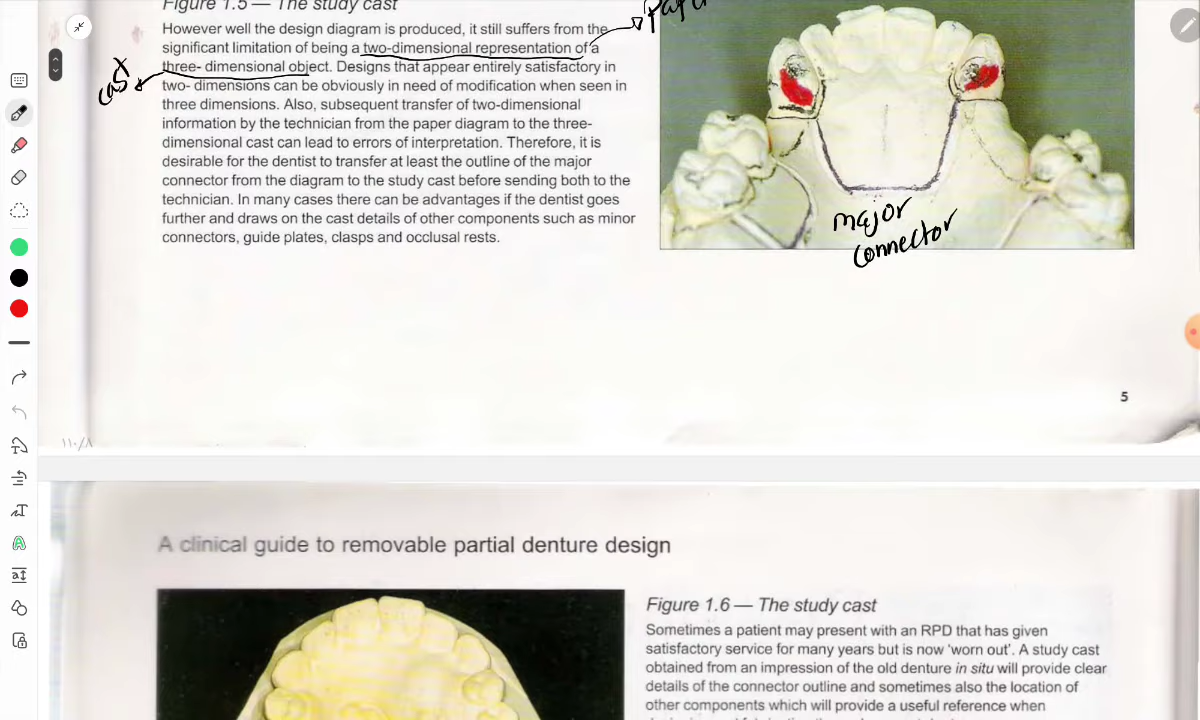 Figure 1.5 — The study cast
However well the design diagram is produced, it still suffers from the
significant limitation of being a two-dimensional representation of a
three- dimensional object. Designs that appear entirely satisfactory in
two- dimensions can be obviously in need of modification when seen in
three dimensions. Also, subsequent transfer of two-dimensional
information by the technician from the paper diagram to the three-
dimensional cast can lead to errors of interpretation. Therefore, it is
desirable for the dentist to transfer at least the outline of the major
connector from the diagram to the study cast before sending both to the
technician. In many cases there can be advantages if the dentist goes
further and draws on the cast details of other components such as minor
connectors, guide plates, clasps and occlusal rests.
major
connector
5
A clinical guide to removable partial denture design
Figure 1.6 — The study cast
Sometimes a patient may present with an RPD that has given
satisfactory service for many years but is now 'worn out'. A study cast
obtained from an impression of the old denture in situ will provide clear
details of the connector outline and sometimes also the location of
other components which will provide a useful reference when